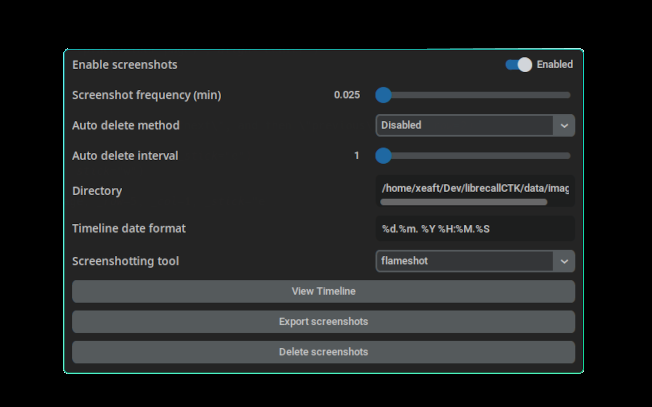 Enable screenshots Enabled
Screenshot frequency (min) 0.025
Auto delete method Disabled
Auto delete interval 1
Directory /home/xeaft/Dev/librecallCTK/data/imag
Timeline date format %d.%m. %Y %H:%M.%S
Screenshotting tool flameshot
View Timeline
Export screenshots
Delete screenshots